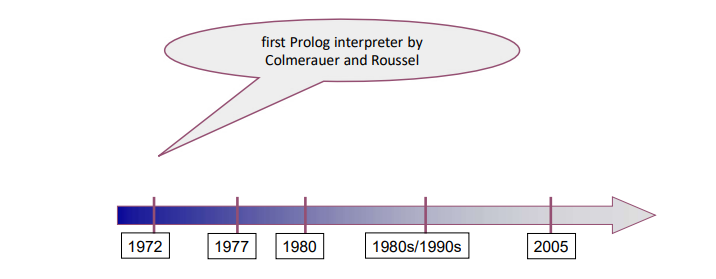 first Prolog interpreter by
Colmerauer and Roussel
1972
1977
1980
1980s/1990s
2005